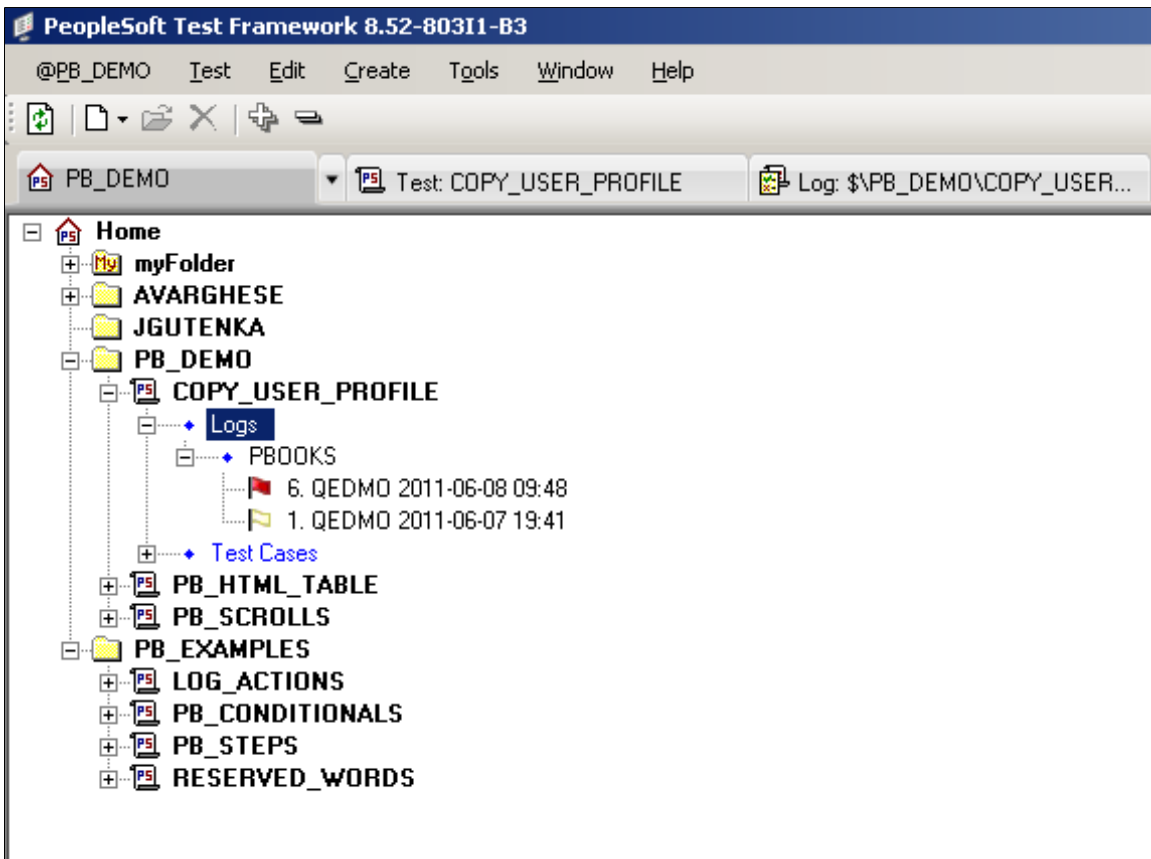 PeopleSoft Test Framework 8.52-803I1-B3
@PB_DEMO Test Edit Create Tools Window Help
PB_DEMO Test: COPY_USER_PROFILE Log: $\PB_DEMO\COPY_USER...
Home
myFolder
AVARGHESE
JGUTENKA
PB_DEMO
COPY_USER_PROFILE
Logs
PBOOKS
6. QEDMO 2011-06-08 09:48
1. QEDMO 2011-06-07 19:41
Test Cases
PB_HTML_TABLE
PB_SCROLLS
PB_EXAMPLES
LOG_ACTIONS
PB_CONDITIONALS
PB_STEPS
RESERVED_WORDS